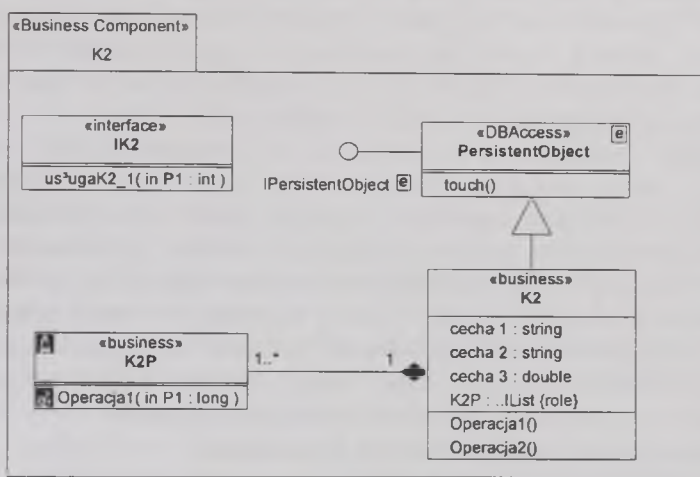 «Business Component»
K2
«interface»
IK2
us³ugaK2_1( in P1 : int )
IPersistentObject e
«DBAccess» e
PersistentObject
touch()
«business»
K2
cecha 1 : string
cecha 2 : string
cecha 3 : double
K2P : ..IList {role}
Operacja1()
Operacja2()
«business»
K2P
Operacja1( in P1 : long )
1..*
1